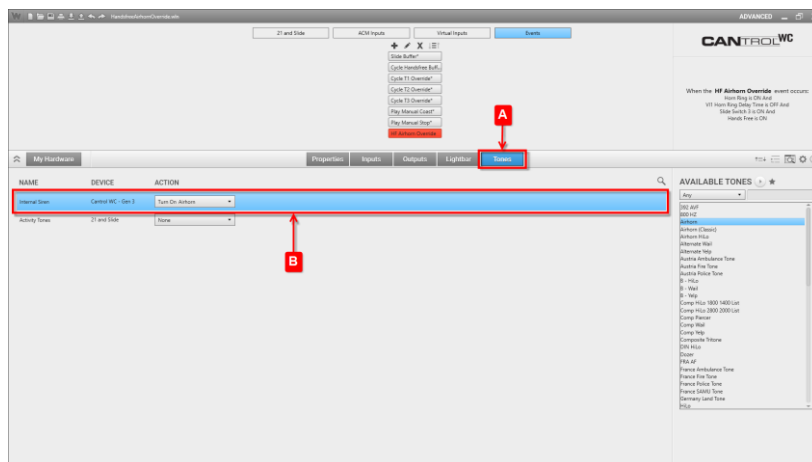 HandsfreeAirhornOverride.wbc
ADVANCED
21 and Slide
ACM Inputs
Virtual Inputs
Events
Slide Buffer*
Cycle Handsfree Buff...
Cycle T1 Override*
Cycle T2 Override*
Cycle T3 Override*
Play Manual Coast*
Play Manual Stop*
HF Airhorn Override
CANTROL WC
When the HF Airhorn Override event occurs:
Horn Ring is ON And
VI1 Horn Ring Delay Time is OFF And
Slide Switch 3 is ON And
Hands Free is ON
A
My Hardware
Properties
Inputs
Outputs
Lightbar
Tones
NAME DEVICE ACTION
Internal Siren Cantrol WC - Gen 3 Turn On Airhorn
Activity Tones 21 and Slide None
B
AVAILABLE TONES
Any
392 AVF
800 HZ
Airhorn
Airhorn (Classic)
Airhorn HiLo
Alternate Wail
Alternate Yelp
Austria Ambulance Tone
Austria Fire Tone
Austria Police Tone
B - HiLo
B - Wail
B - Yelp
Comp HiLo 1800 1400 List
Comp HiLo 2800 2000 List
Comp Piercer
Comp Wail
Comp Yelp
Composite Tritone
DIN HiLo
Dozer
FRA AF
France Ambulance Tone
France Fire Tone
France Police Tone
France SAMU Tone
Germany Land Tone
HiLo